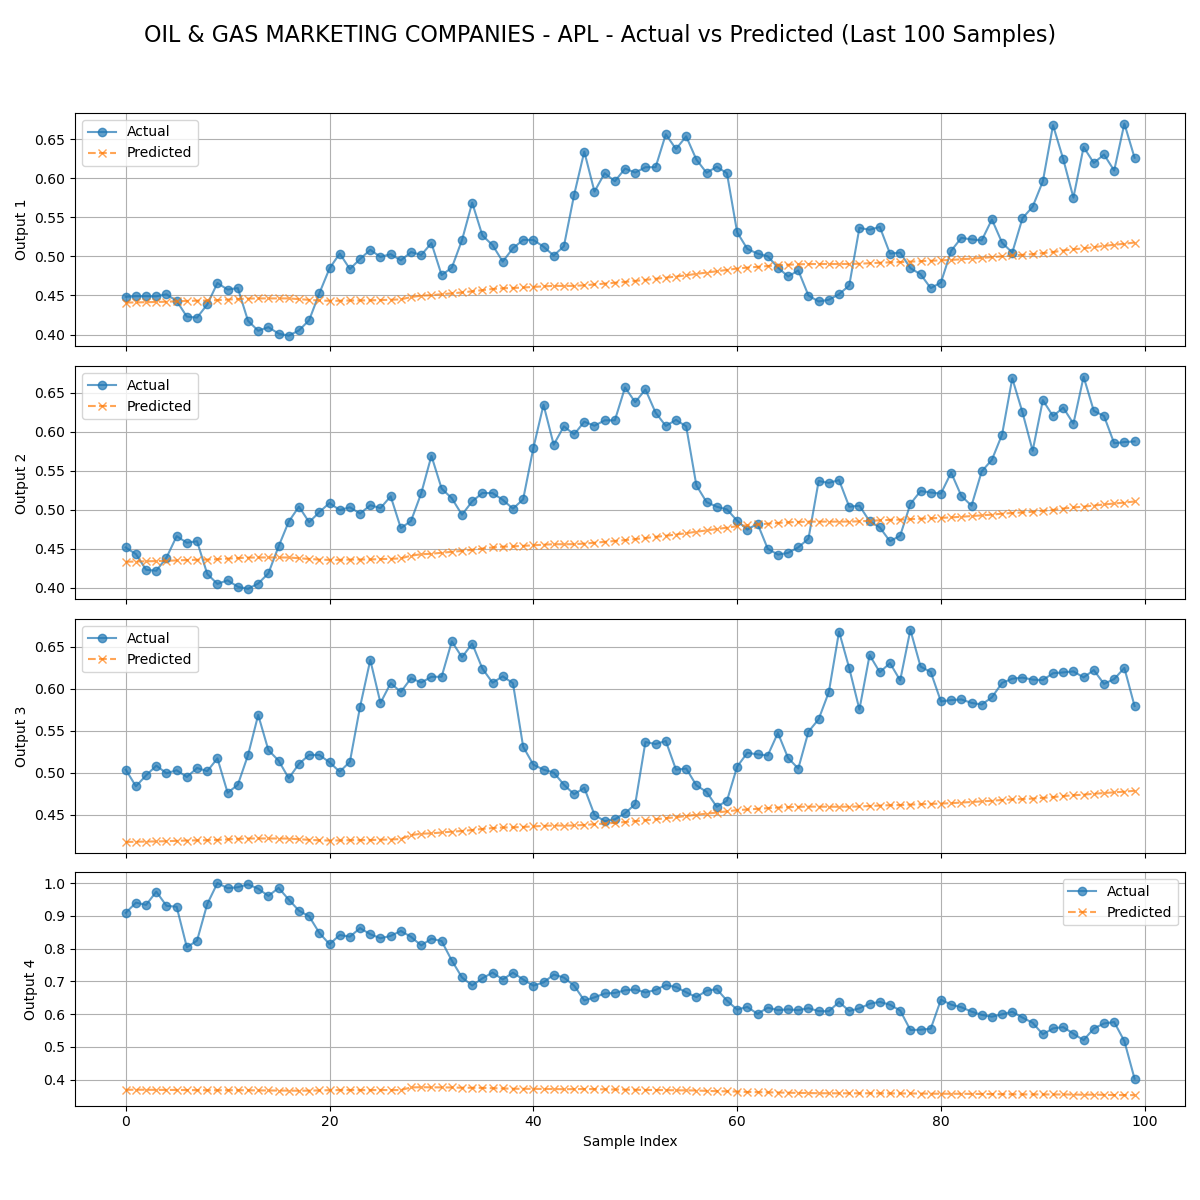 OIL & GAS MARKETING COMPANIES - APL - Actual vs Predicted (Last 100 Samples)
Output 1
0.65
0.60
0.55
0.50
0.45
0.40
Actual
Predicted
Output 2
0.65
0.60
0.55
0.50
0.45
0.40
Actual
Predicted
Output 3
0.65
0.60
0.55
0.50
0.45
Actual
Predicted
Output 4
1.0
0.9
0.8
0.7
0.6
0.5
0.4
Actual
Predicted
0 20 40 60 80 100
Sample Index